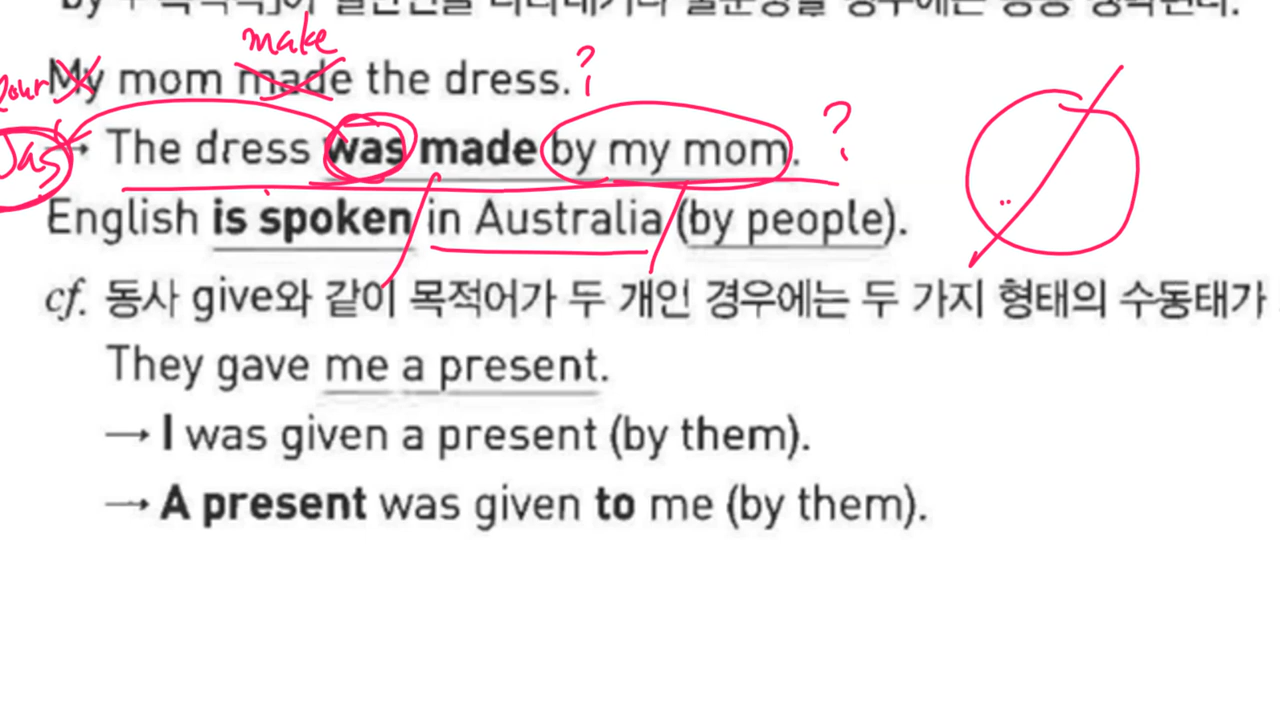 make
My mom made the dress. ?
your
→ The dress was made by my mom. ?
Was
English is spoken in Australia (by people).
cf. 동사 give와 같이 목적어가 두 개인 경우에는 두 가지 형태의 수동태가
They gave me a present.
→ I was given a present (by them).
→ A present was given to me (by them).